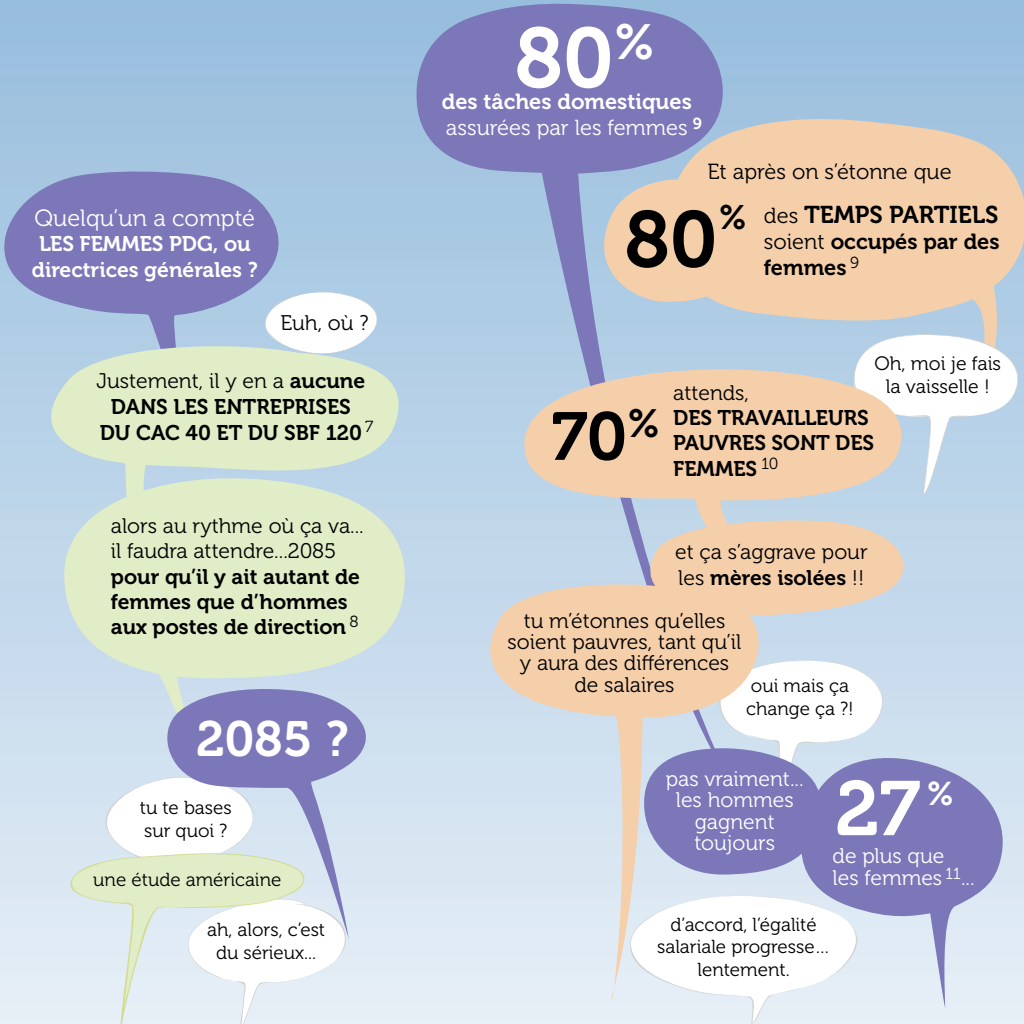 Quelqu'un a compté
LES FEMMES PDG, ou
directrices générales ?
Euh, où ?
Justement, il y en a aucune
DANS LES ENTREPRISES
DU CAC 40 ET DU SBF 120 7
alors au rythme où ça va...
il faudra attendre...2085
pour qu'il y ait autant de
femmes que d'hommes
aux postes de direction 8
2085 ?
tu te bases
sur quoi ?
une étude américaine
ah, alors, c'est
du sérieux...
80%
des tâches domestiques
assurées par les femmes 9
Et après on s'étonne que
80% des TEMPS PARTIELS
soient occupés par des
femmes 9
Oh, moi je fais
la vaisselle !
70%
attends,
DES TRAVAILLEURS
PAUVRES SONT DES
FEMMES 10
et ça s'aggrave pour
les mères isolées !!
tu m'étonnes qu'elles
soient pauvres, tant qu'il
y aura des différences
de salaires
oui mais ça
change ça ?!
pas vraiment...
les hommes
gagnent
toujours
27%
de plus que
les femmes 11...
d'accord, l'égalité
salariale progresse...
lentement.